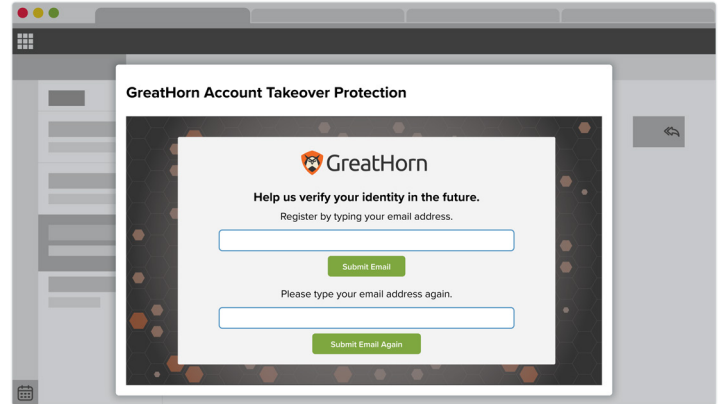 GreatHorn Account Takeover Protection
GreatHorn
Help us verify your identity in the future.
Register by typing your email address.
Submit Email
Please type your email address again.
Submit Email Again